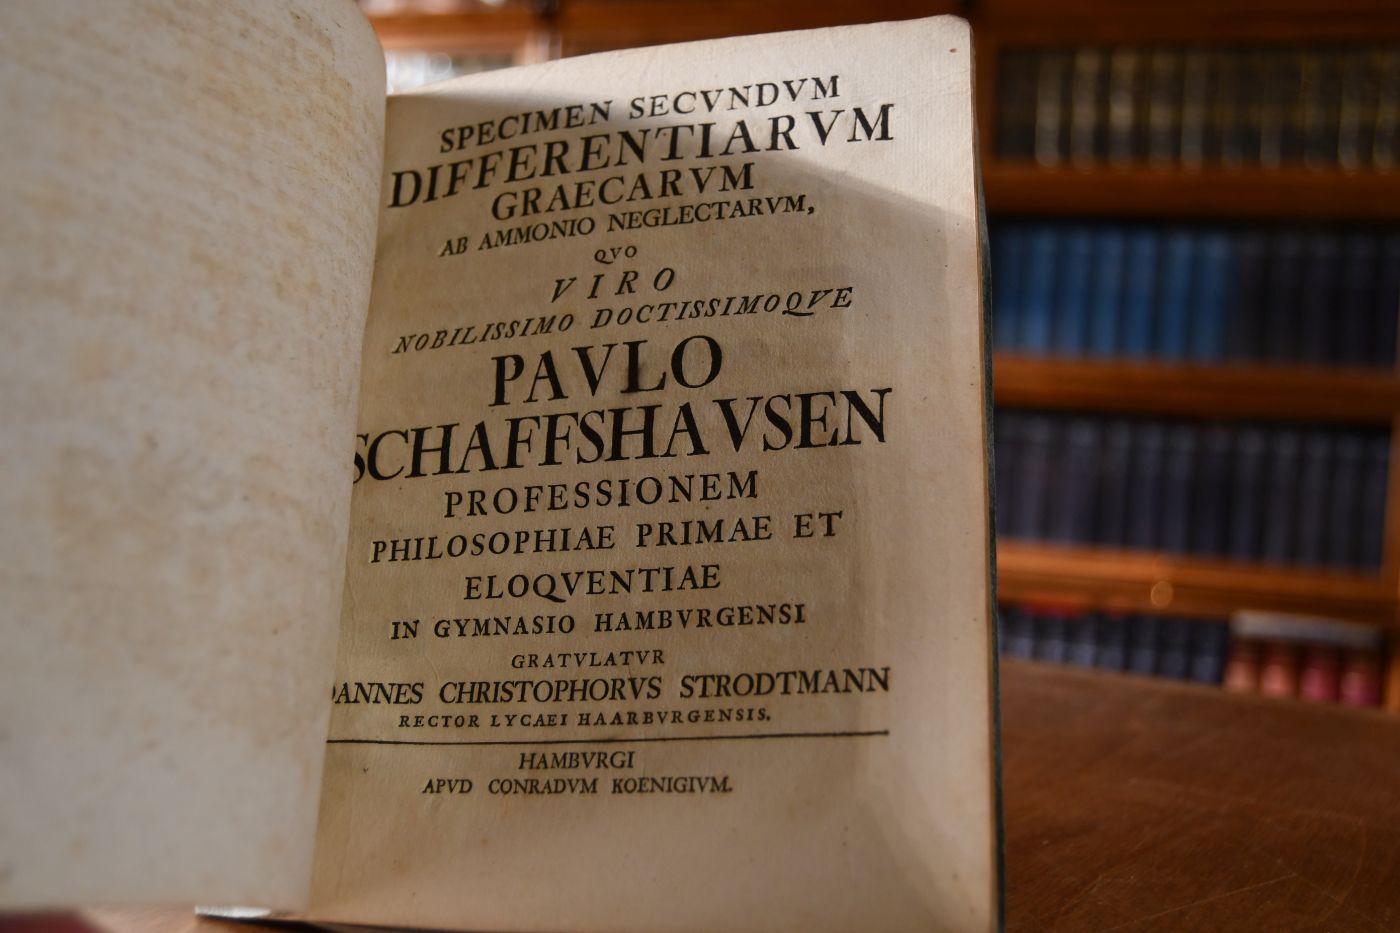 SPECIMEN SECVNDVM
DIFFERENTIARVM
GRAECARVM
AB AMMONIO NEGLECTARVM,
QVO
VIRO
NOBILISSIMO DOCTISSIMOQVE
PAVLO
SCHAFFSHAVSEN
PROFESSIONEM
PHILOSOPHIAE PRIMAE ET
ELOQVENTIAE
IN GYMNASIO HAMBVRGENSI
GRATVLATVR
OANNES CHRISTOPHORVS STRODTMANN
RECTOR LYCAEI HAARBVRGENSIS.
HAMBVRGI
APVD CONRADVM KOENIGIVM.